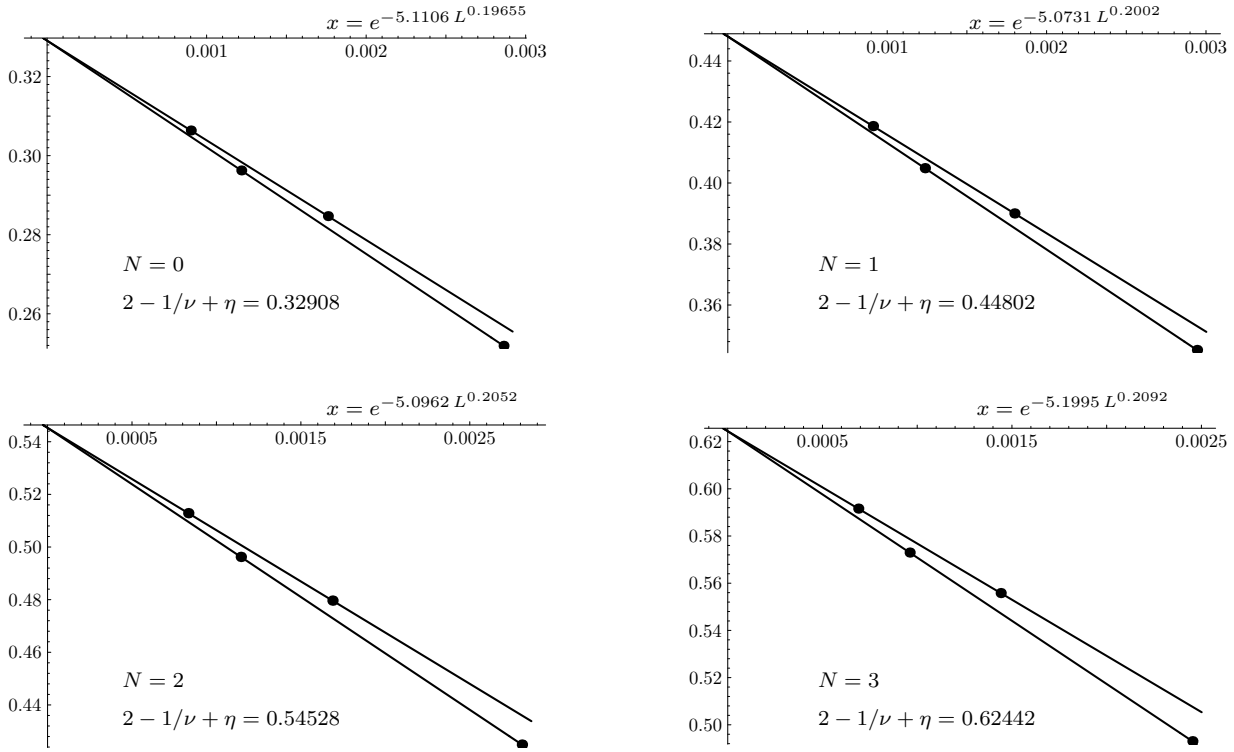 x = e^{-5.1106 L^{0.19655}}
0.001 0.002 0.003
0.32
0.30
0.28
0.26
N = 0
2 − 1/ν + η = 0.32908
x = e^{-5.0731 L^{0.2002}}
0.001 0.002 0.003
0.44
0.42
0.40
0.38
0.36
N = 1
2 − 1/ν + η = 0.44802
x = e^{-5.0962 L^{0.2052}}
0.0005 0.0015 0.0025
0.54
0.52
0.50
0.48
0.46
0.44
N = 2
2 − 1/ν + η = 0.54528
x = e^{-5.1995 L^{0.2092}}
0.0005 0.0015 0.0025
0.62
0.60
0.58
0.56
0.54
0.52
0.50
N = 3
2 − 1/ν + η = 0.62442